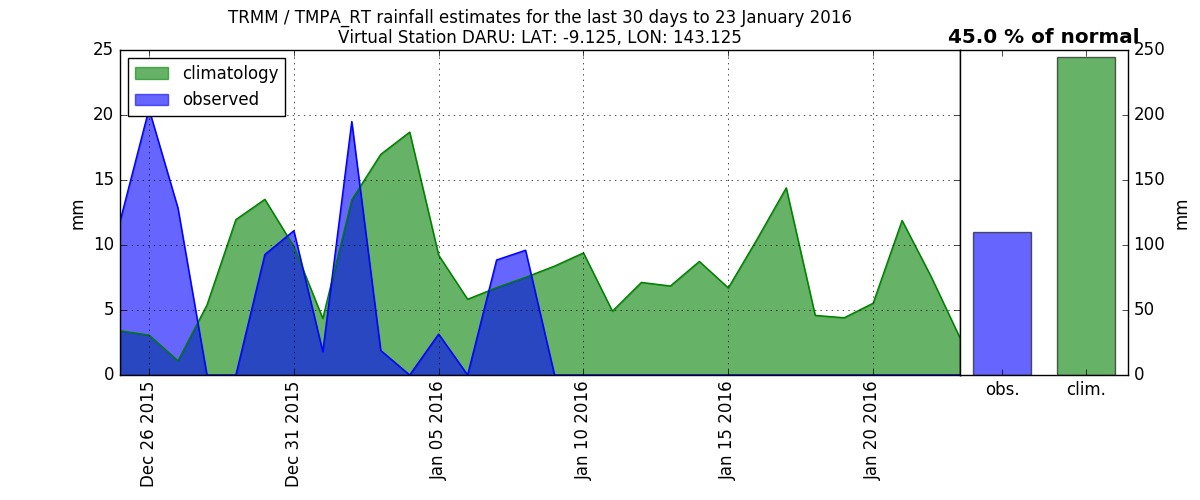 TRMM / TMPA_RT rainfall estimates for the last 30 days to 23 January 2016
Virtual Station DARU: LAT: -9.125, LON: 143.125
45.0 % of normal
climatology
observed
25
20
15
10
5
0
mm
Dec 26 2015
Dec 31 2015
Jan 05 2016
Jan 10 2016
Jan 15 2016
Jan 20 2016
250
200
150
100
50
0
mm
obs.
clim.